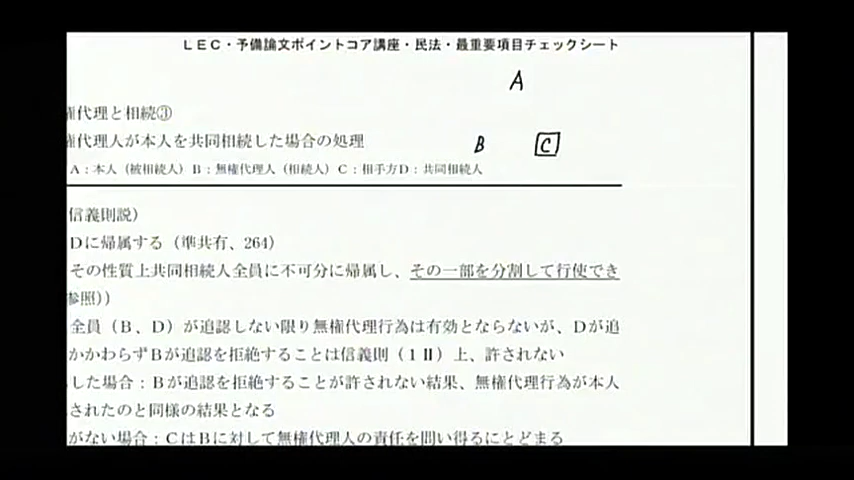 LEC・予備論文ポイントコア講座・民法・最重要項目チェックシート
A
権代理と相続③
権代理人が本人を共同相続した場合の処理
B C
A:本人(被相続人)B:無権代理人(相続人)C:相手方D:共同相続人
信義則説)
Dに帰属する(準共有、264)
その性質上共同相続人全員に不可分に帰属し、その一部を分割して行使でき
参照))
全員(B、D)が追認しない限り無権代理行為は有効とならないが、Dが追
かかわらずBが追認を拒絶することは信義則(1Ⅱ)上、許されない
した場合:Bが追認を拒絶することが許されない結果、無権代理行為が本人
されたのと同様の結果となる
がない場合:CはBに対して無権代理人の責任を問い得るにとどまる